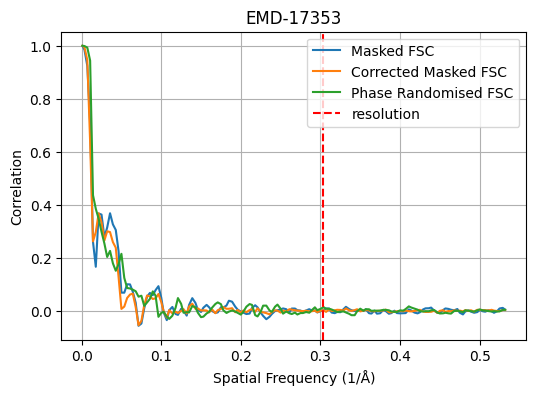 EMD-17353
Masked FSC
Corrected Masked FSC
Phase Randomised FSC
resolution
Correlation
1.0
0.8
0.6
0.4
0.2
0.0
0.0 0.1 0.2 0.3 0.4 0.5
Spatial Frequency (1/Å)